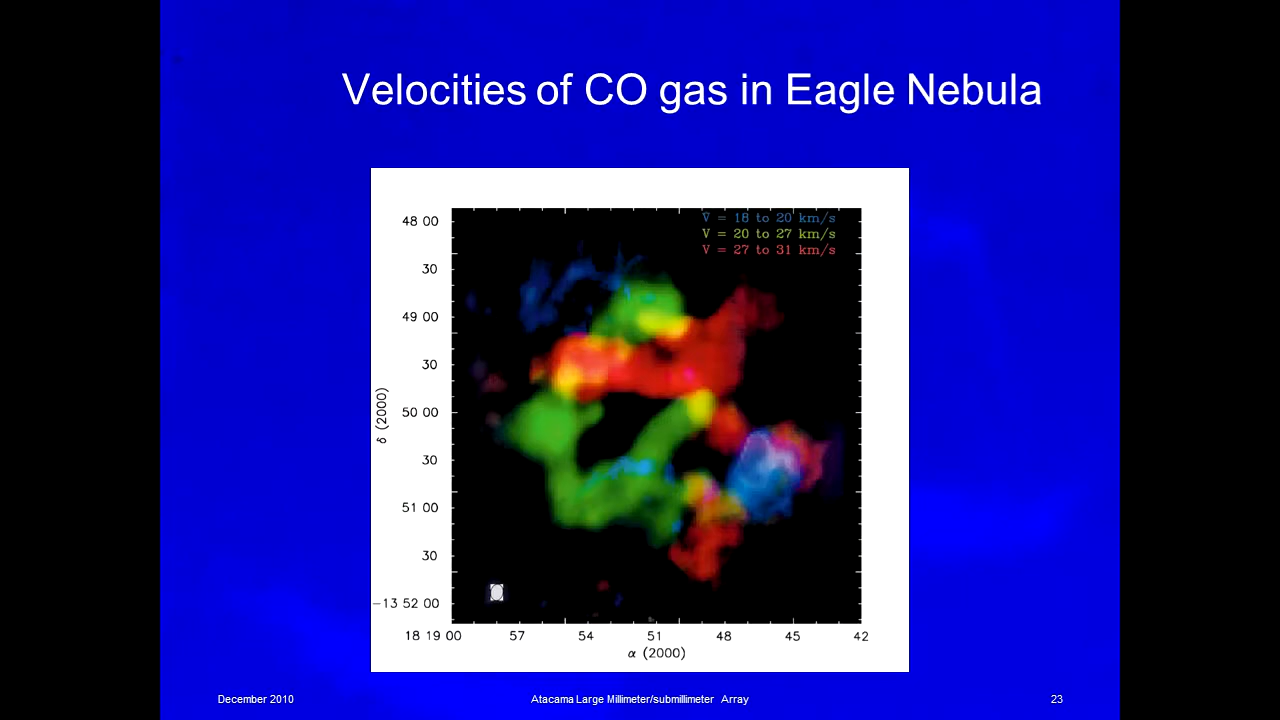 Velocities of CO gas in Eagle Nebula
V = 18 to 20 km/s
V = 20 to 27 km/s
V = 27 to 31 km/s
48 00
30
49 00
30
50 00
30
51 00
30
−13 52 00
δ (2000)
18 19 00 57 54 51 48 45 42
α (2000)
December 2010 Atacama Large Millimeter/submillimeter Array 23